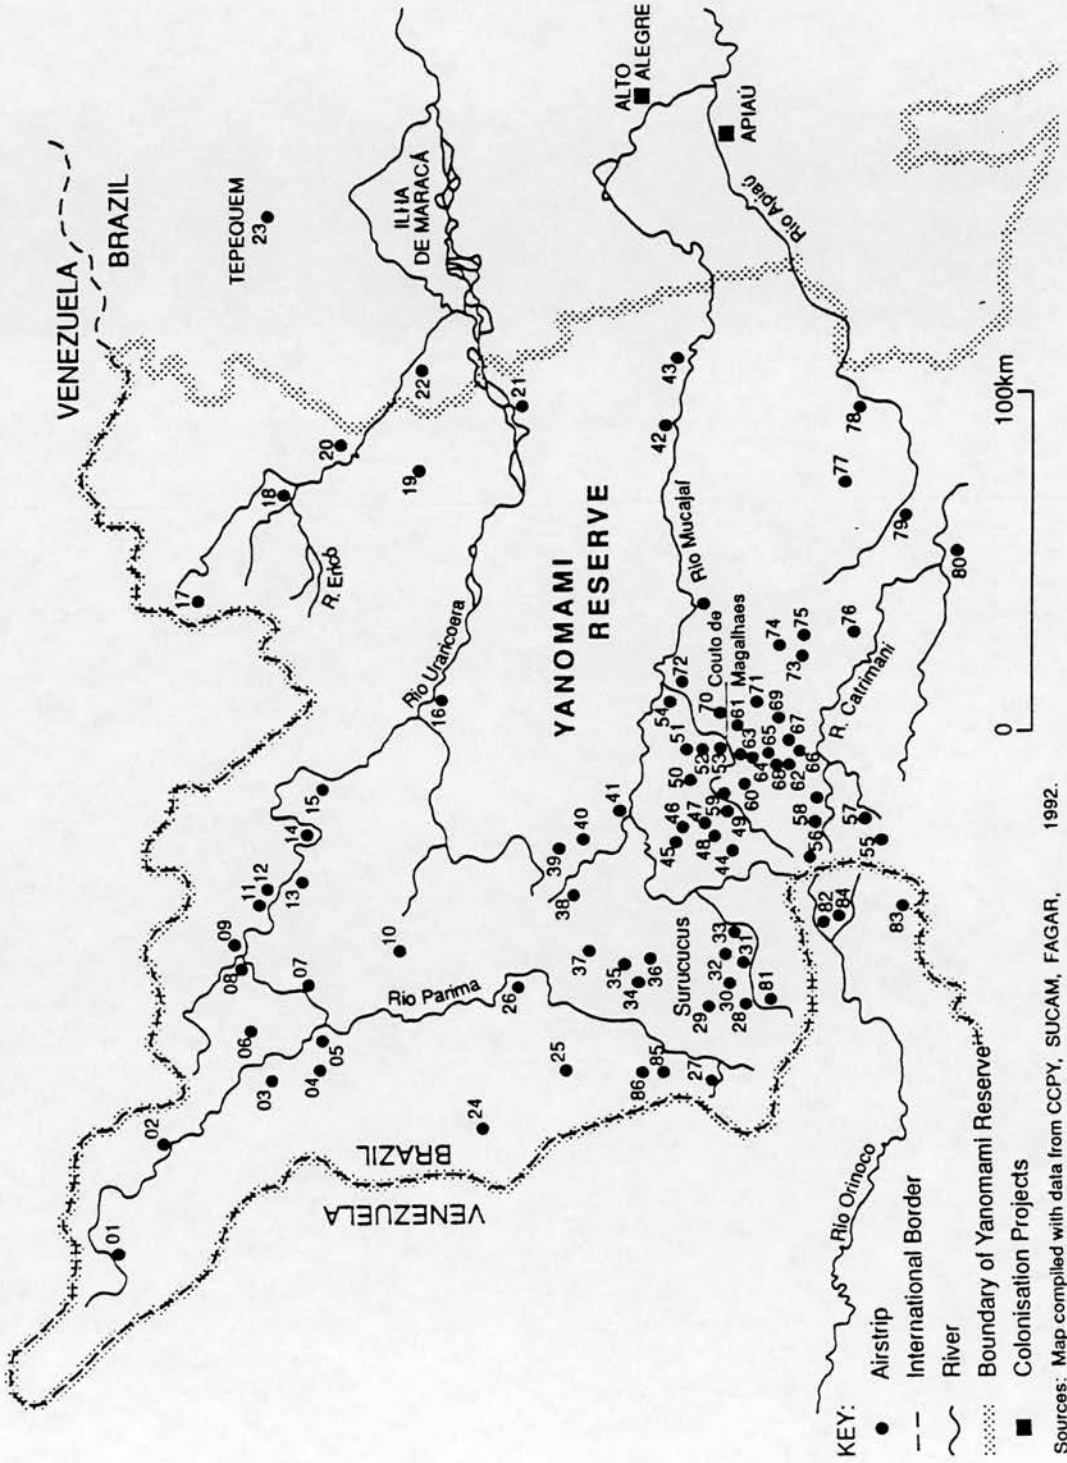 VENEZUELA
BRAZIL
TEPEQUEM
23
ILHA
DE MARACÁ
ALTO
ALEGRE
APIAÚ
Rio Apiaú
17
18
R. Ericó
20
19
22
21
Rio Urancoera
16
15
14
13
12
11
10
09
08
07
06
05
04
03
02
01
Rio Parima
26
25
24
BRAZIL
VENEZUELA
YANOMAMI
RESERVE
43
42
Rio Mucajaí
Couto de
Magalhaes
72
54
51
50
52
53
70
61
71
63
69
65
64
68
67
62
66
60
59
49
47
46
45
48
44
58
56
57
55
74
73
75
76
77
78
79
80
R. Catrimani
41
40
39
38
37
35
34
36
Surucucus
33
32
31
30
29
28
81
27
85
86
82
84
83
Rio Orinoco
0
100km
KEY:
Airstrip
International Border
River
Boundary of Yanomami Reserve
Colonisation Projects
Sources: Map compiled with data from CCPY, SUCAM, FAGAR, 1992.